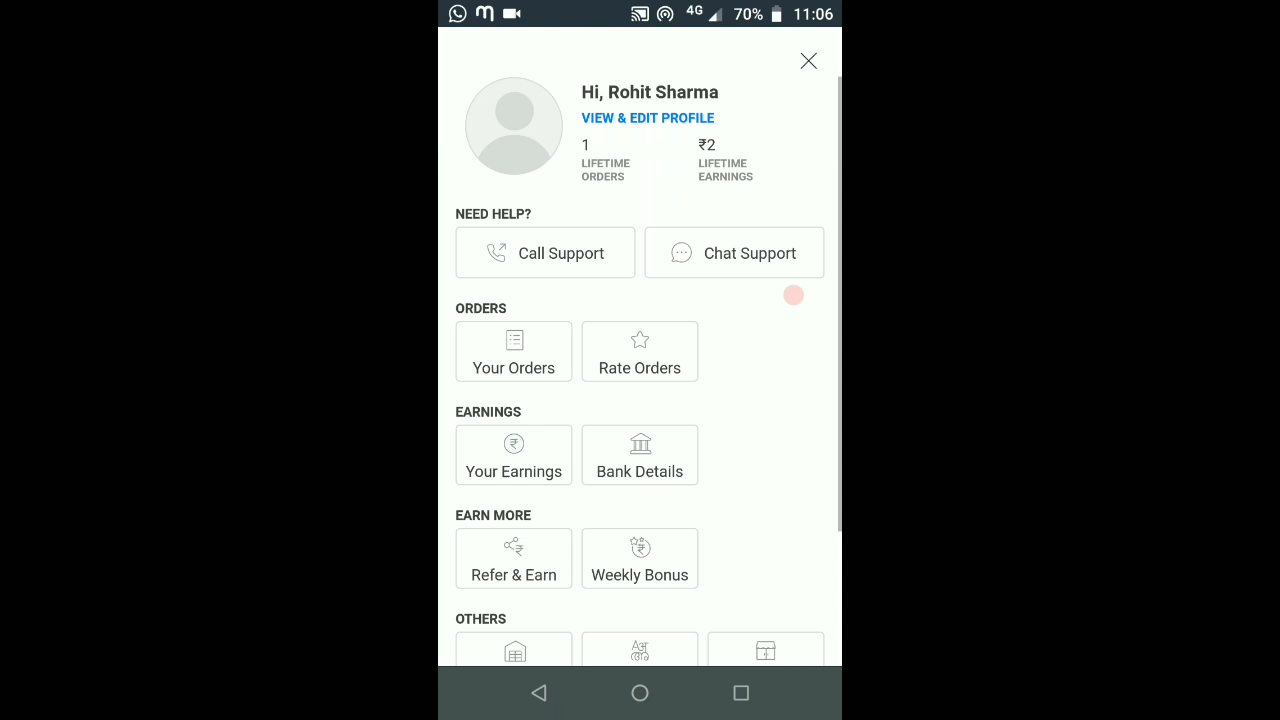 4G 70% 11:06
Hi, Rohit Sharma
VIEW & EDIT PROFILE
1 ₹2
LIFETIME ORDERS LIFETIME EARNINGS
NEED HELP?
Call Support Chat Support
ORDERS
Your Orders Rate Orders
EARNINGS
Your Earnings Bank Details
EARN MORE
Refer & Earn Weekly Bonus
OTHERS